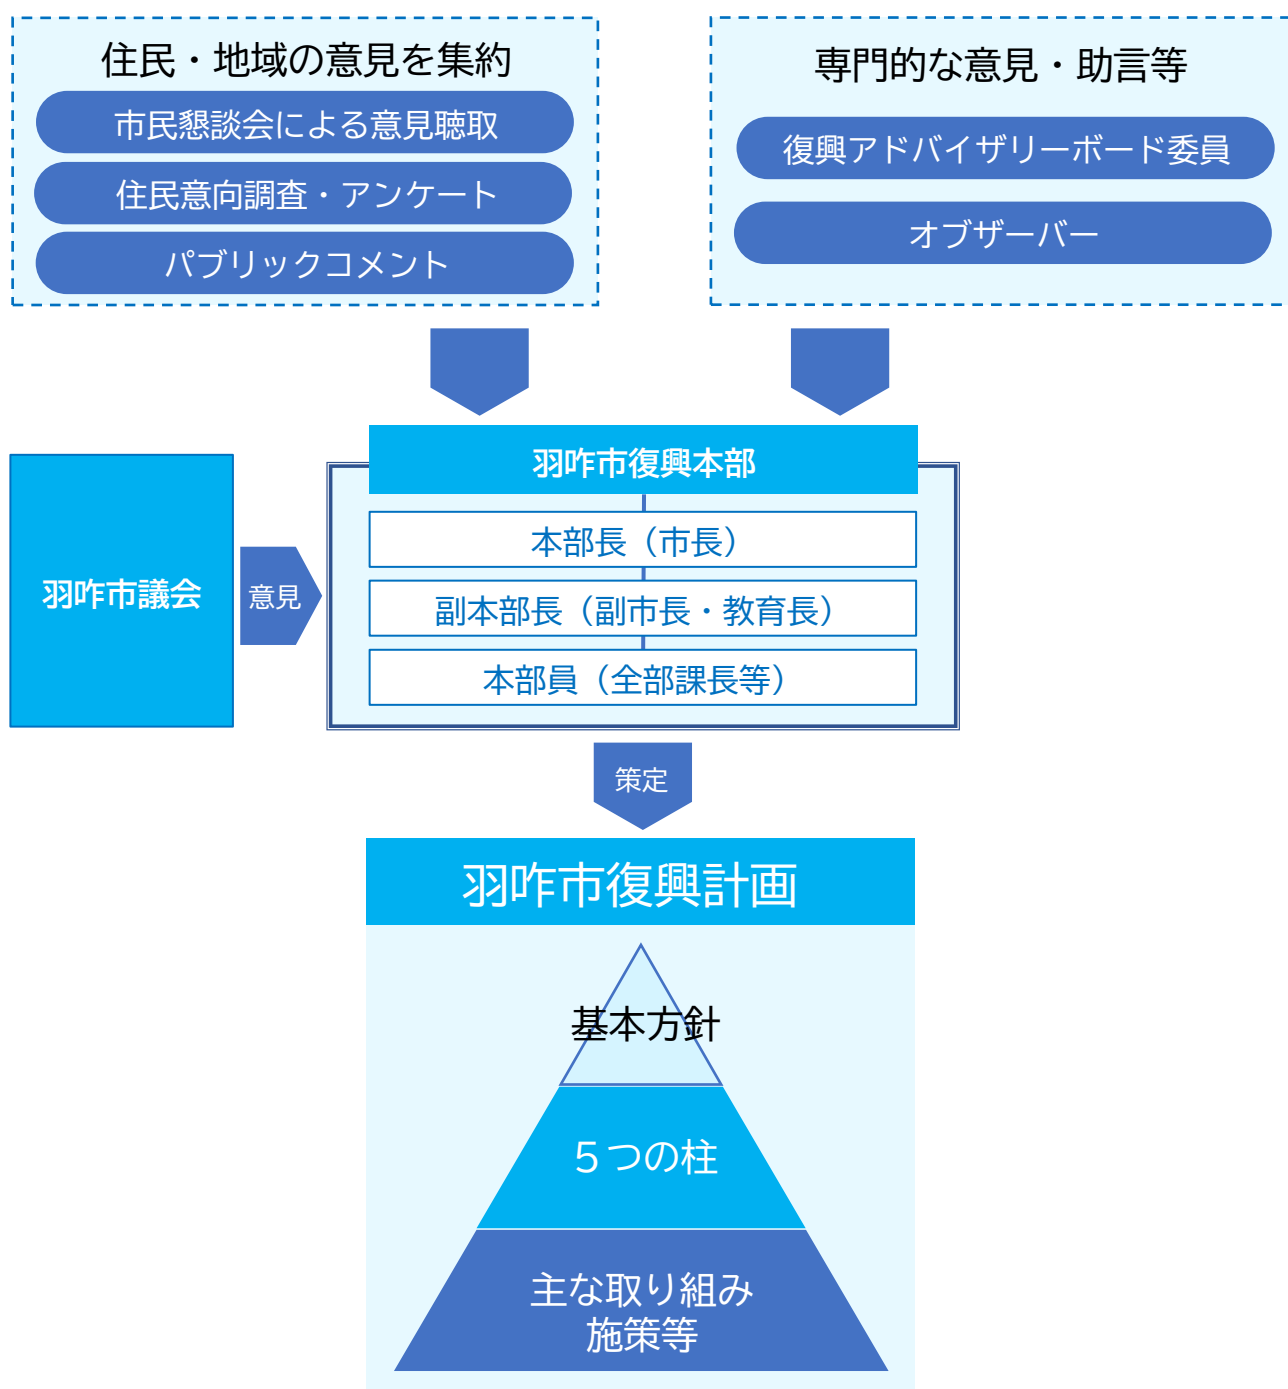 住民・地域の意見を集約
市民懇談会による意見聴取
住民意向調査・アンケート
パブリックコメント
専門的な意見・助言等
復興アドバイザリーボード委員
オブザーバー
羽咋市議会
意見
羽咋市復興本部
本部長（市長）
副本部長（副市長・教育長）
本部員（全部課長等）
策定
羽咋市復興計画
基本方針
５つの柱
主な取り組み
施策等